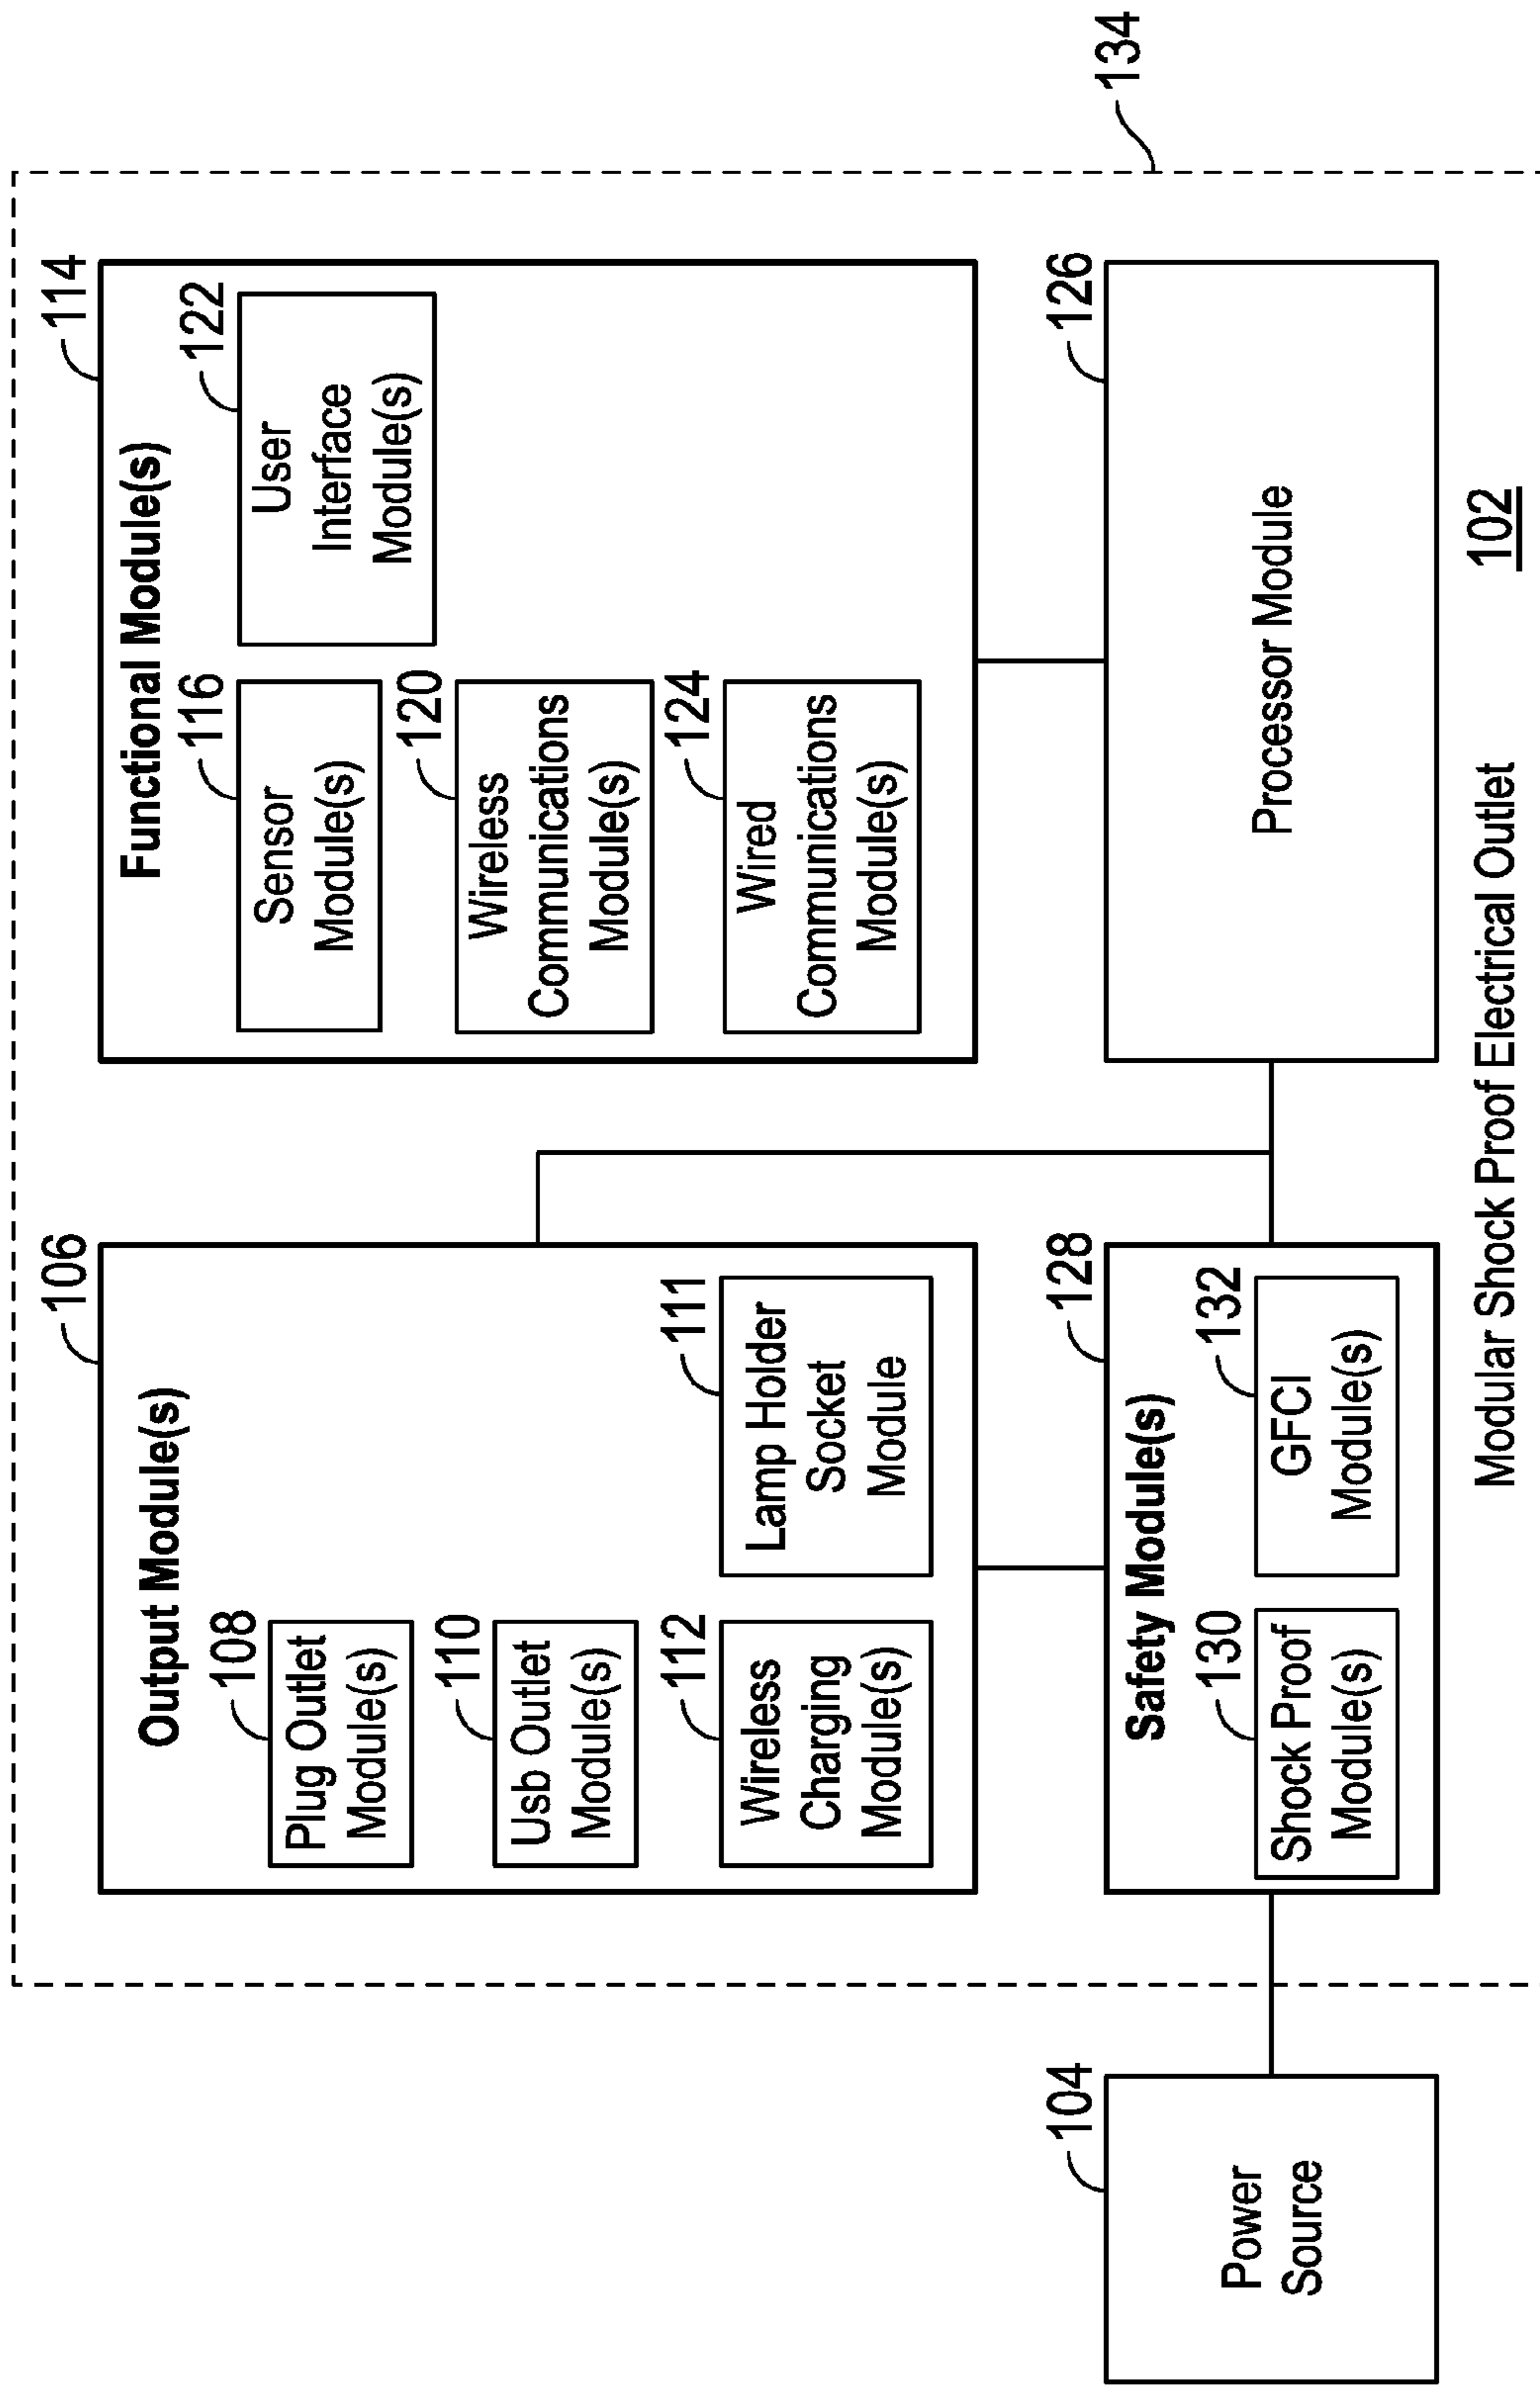 106
Output Module(s)
108
Plug Outlet
Module(s)
110
Usb Outlet
Module(s)
112
Wireless
Charging
Module(s)
111
Lamp Holder
Socket
Module
114
Functional Module(s)
116
Sensor
Module(s)
122
User
Interface
Module(s)
120
Wireless
Communications
Module(s)
124
Wired
Communications
Module(s)
134
104
Power
Source
128
Safety Module(s)
130
Shock Proof
Module(s)
132
GFCI
Module(s)
126
Processor Module
Modular Shock Proof Electrical Outlet
102